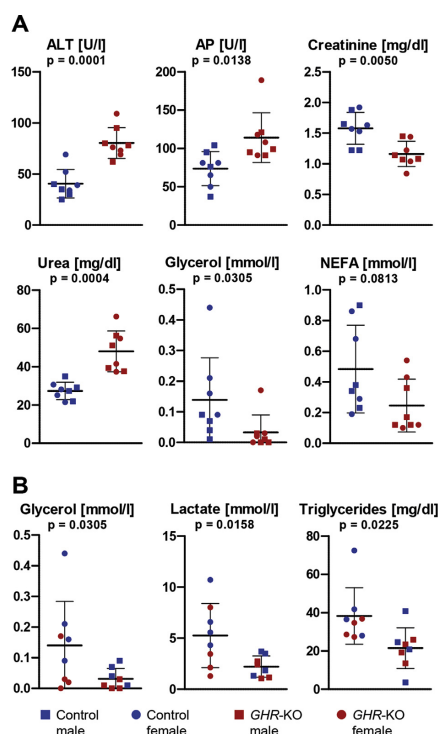 A
ALT [U/l] AP [U/l] Creatinine [mg/dl]
p = 0.0001 p = 0.0138 p = 0.0050
150 200 2.5
2.0
150
100
1.5
100
1.0
50
50
0.5
0 0 0.0
Urea [mg/dl] Glycerol [mmol/l] NEFA [mmol/l]
p = 0.0004 p = 0.0305 p = 0.0813
80 0.5 1.0
0.4 0.8
60
0.3 0.6
40
0.2 0.4
20
0.1 0.2
0 0.0 0.0
B
Glycerol [mmol/l] Lactate [mmol/l] Triglycerides [mg/dl]
p = 0.0305 p = 0.0158 p = 0.0225
0.5 15 80
0.4
60
10
0.3
40
0.2
5
20
0.1
0.0 0 0
Control male Control female GHR-KO male GHR-KO female